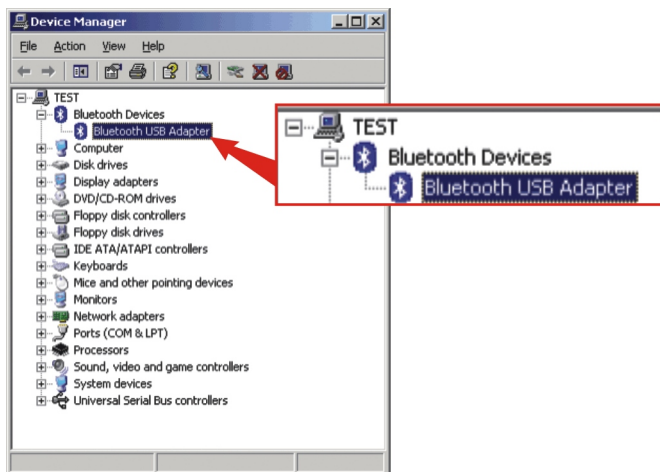 Device Manager
File Action View Help
TEST
Bluetooth Devices
Bluetooth USB Adapter
Computer
Disk drives
Display adapters
DVD/CD-ROM drives
Floppy disk controllers
Floppy disk drives
IDE ATA/ATAPI controllers
Keyboards
Mice and other pointing devices
Monitors
Network adapters
Ports (COM & LPT)
Processors
Sound, video and game controllers
System devices
Universal Serial Bus controllers
TEST
Bluetooth Devices
Bluetooth USB Adapter